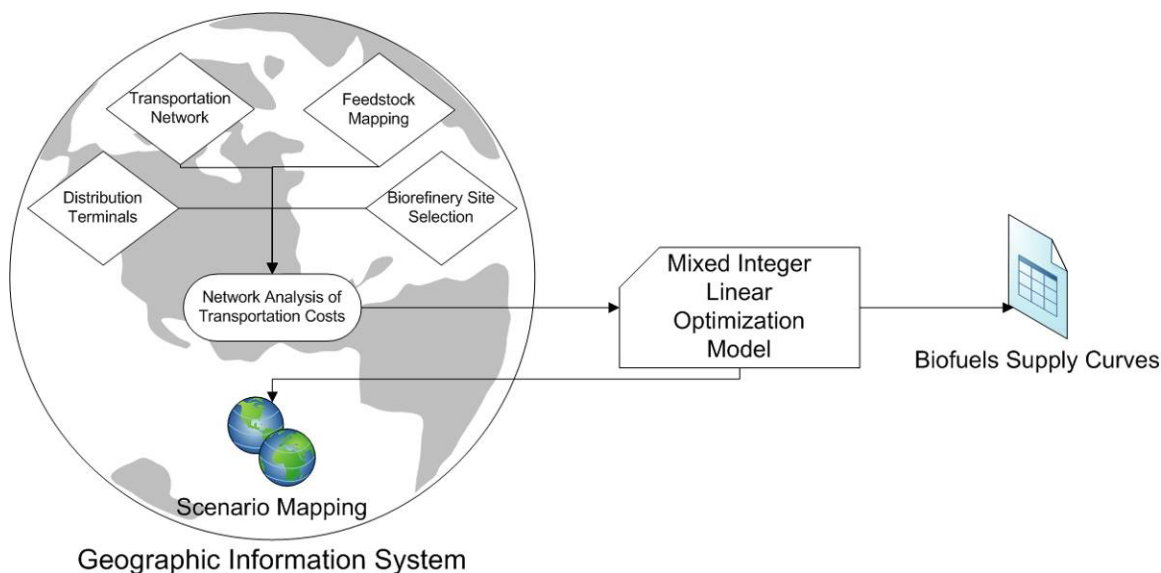 Transportation
Network
Feedstock
Mapping
Distribution
Terminals
Biorefinery Site
Selection
Network Analysis of
Transportation Costs
Mixed Integer
Linear
Optimization
Model
Biofuels Supply Curves
Scenario Mapping
Geographic Information System